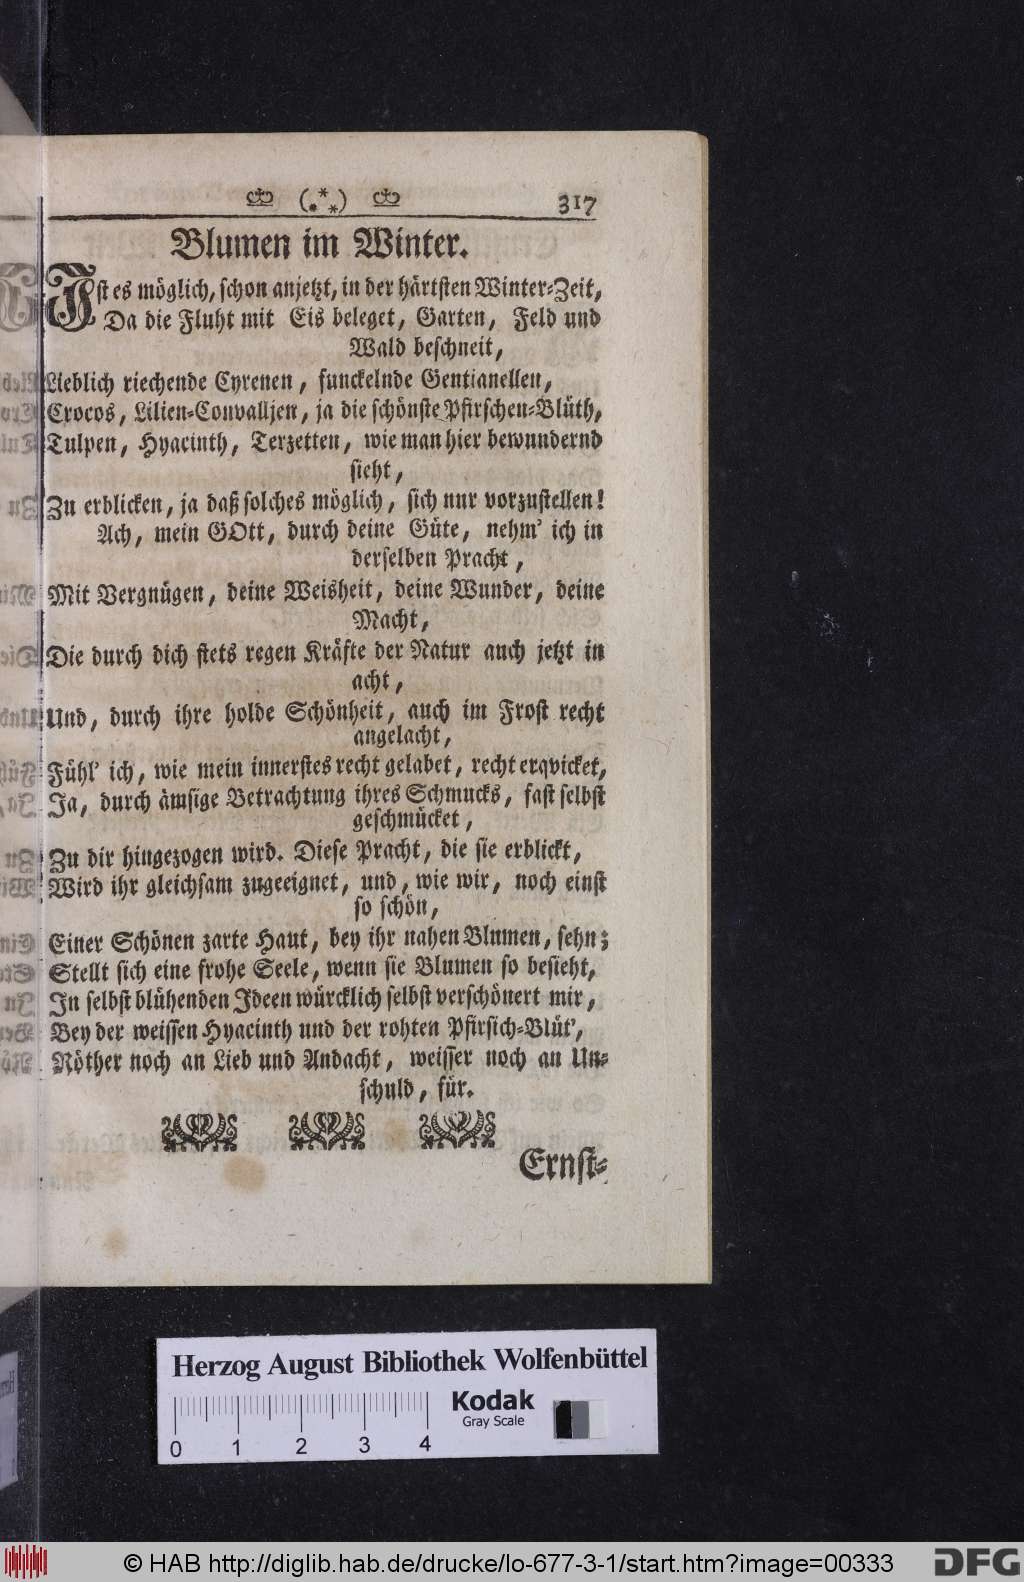 317
Blumen im Winter.
Ist es möglich, schon anjetzt, in der härtsten Winter-Zeit,
Da die Fluht mit Eis beleget, Garten, Feld und
Wald beschneit,
Lieblich riechende Cyrenen, funckelnde Gentianellen,
Crocos, Lilien-Convalljen, ja die schönste Pfirschen-Blüth,
Tulpen, Hyacinth, Terzetten, wie man hier bewundernd
sieht,
Zu erblicken, ja daß solches möglich, sich nur vorzustellen!
Ach, mein GOtt, durch deine Güte, nehm' ich in
derselben Pracht,
Mit Vergnügen, deine Weisheit, deine Wunder, deine
Macht,
Die durch dich stets regen Kräfte der Natur auch jetzt in
acht,
Und, durch ihre holde Schönheit, auch im Frost recht
angelacht,
Fühl' ich, wie mein innerstes recht gelabet, recht erqvicket,
Ja, durch ämsige Betrachtung ihres Schmucks, fast selbst
geschmücket,
Zu dir hingezogen wird. Diese Pracht, die sie erblickt,
Wird ihr gleichsam zugeeignet, und, wie wir, noch einst
so schön,
Einer Schönen zarte Haut, bey ihr nahen Blumen, sehn;
Stellt sich eine frohe Seele, wenn sie Blumen so besieht,
In selbst blühenden Ideen würcklich selbst verschönert mir,
Bey der weissen Hyacinth und der rohten Pfirsich-Blüt',
Röther noch an Lieb und Andacht, weisser noch an Un-
schuld, für.
Ernst-
Herzog August Bibliothek Wolfenbüttel
Kodak
Gray Scale
0 1 2 3 4
© HAB http://diglib.hab.de/drucke/lo-677-3-1/start.htm?image=00333
DFG